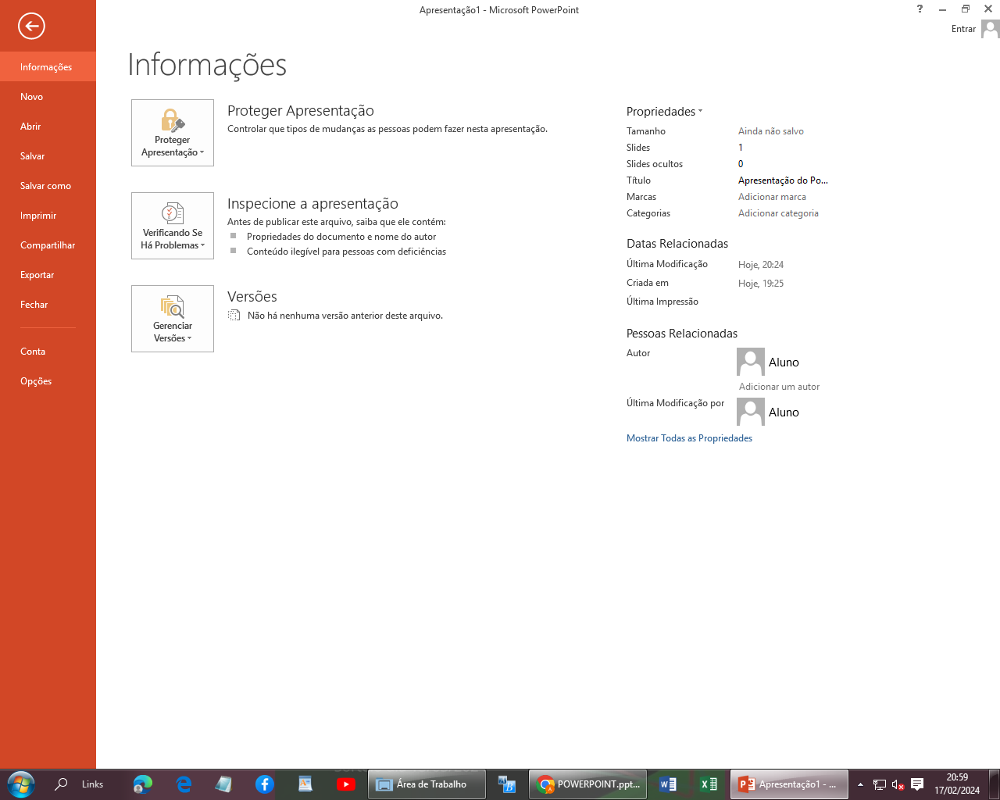 Apresentação1 - Microsoft PowerPoint
?
Entrar
Informações
Novo
Abrir
Salvar
Salvar como
Imprimir
Compartilhar
Exportar
Fechar
Conta
Opções
Informações
Proteger Apresentação
Proteger Apresentação
Controlar que tipos de mudanças as pessoas podem fazer nesta apresentação.
Verificando Se
Há Problemas
Inspecione a apresentação
Antes de publicar este arquivo, saiba que ele contém:
Propriedades do documento e nome do autor
Conteúdo ilegível para pessoas com deficiências
Gerenciar
Versões
Versões
Não há nenhuma versão anterior deste arquivo.
Propriedades
Tamanho Ainda não salvo
Slides 1
Slides ocultos 0
Título Apresentação do Po...
Marcas Adicionar marca
Categorias Adicionar categoria
Datas Relacionadas
Última Modificação Hoje, 20:24
Criada em Hoje, 19:25
Última Impressão
Pessoas Relacionadas
Autor Aluno
Adicionar um autor
Última Modificação por Aluno
Mostrar Todas as Propriedades
Links
Área de Trabalho
POWERPOINT.ppt...
Apresentação1 - ...
20:59
17/02/2024